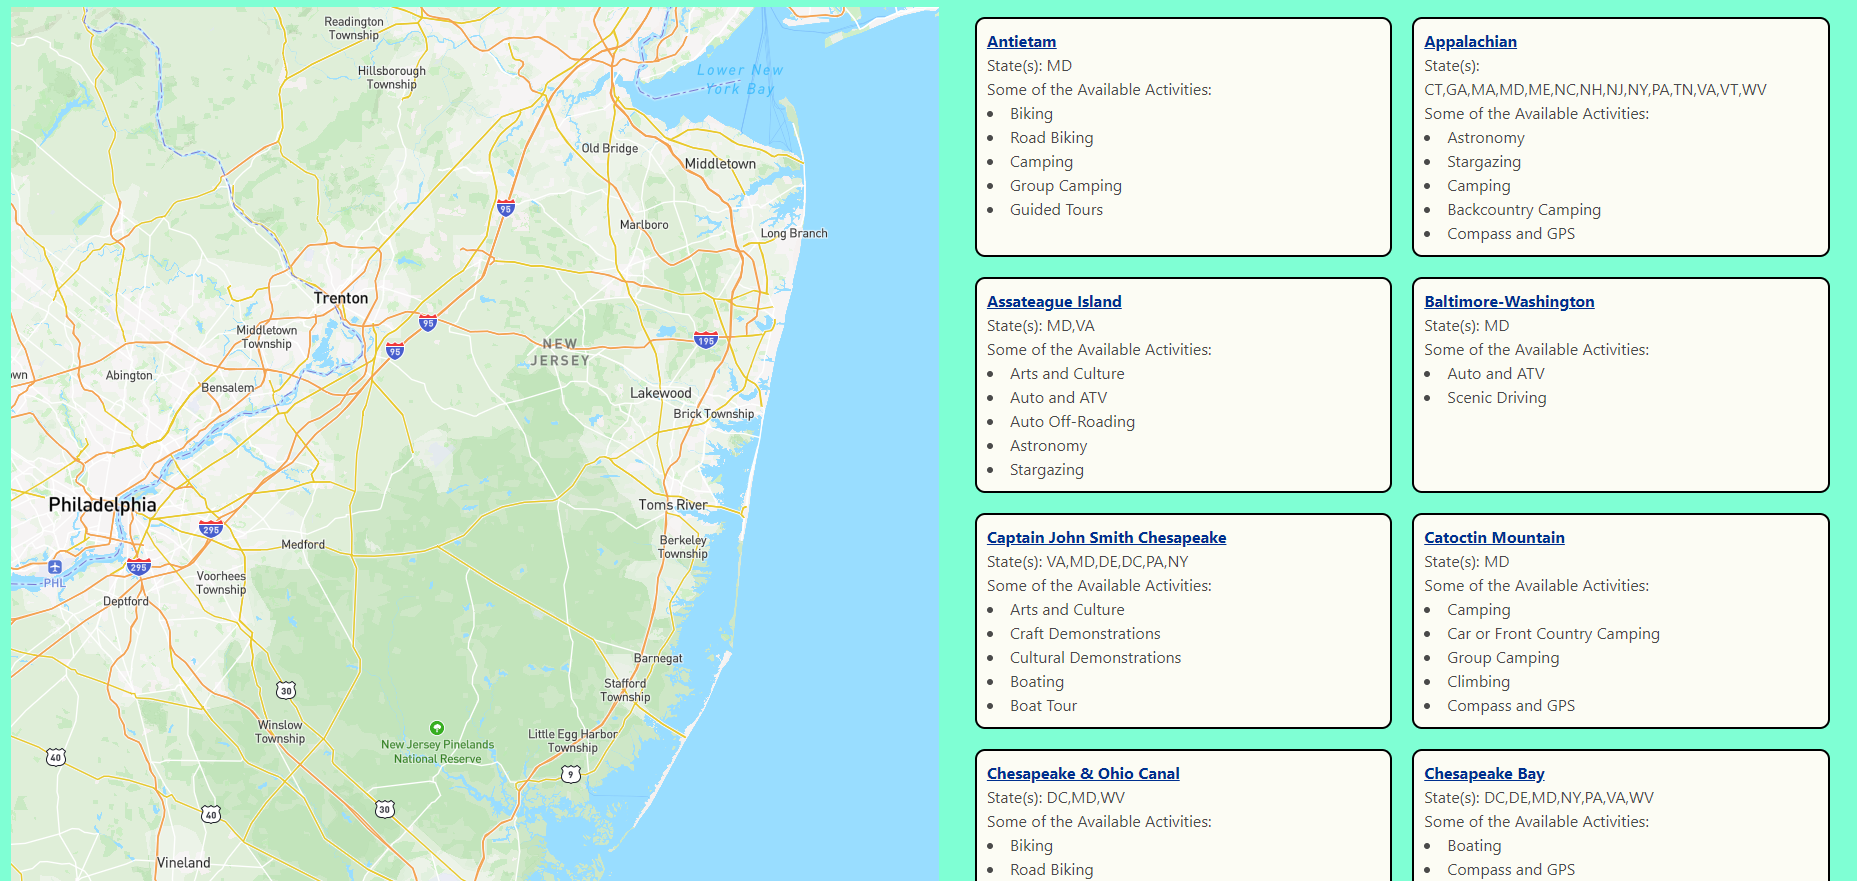 Readington
Township
Hillsborough
Township
Lower New
York Bay
Old Bridge
Middletown
95
Marlboro
Long Branch
Trenton
95
Middletown
Township
95
NEW
JERSEY
195
own
Abington
Bensalem
Lakewood
Brick Township
Philadelphia
Toms River
295
Medford
Berkeley
Township
295
PHL
Voorhees
Township
Deptford
Barnegat
30
Stafford
Township
Winslow
Township
New Jersey Pinelands
National Reserve
Little Egg Harbor
Township
40
9
30
40
Vineland
Antietam
State(s): MD
Some of the Available Activities:
Biking
Road Biking
Camping
Group Camping
Guided Tours
Appalachian
State(s):
CT,GA,MA,MD,ME,NC,NH,NJ,NY,PA,TN,VA,VT,WV
Some of the Available Activities:
Astronomy
Stargazing
Camping
Backcountry Camping
Compass and GPS
Assateague Island
State(s): MD,VA
Some of the Available Activities:
Arts and Culture
Auto and ATV
Auto Off-Roading
Astronomy
Stargazing
Baltimore-Washington
State(s): MD
Some of the Available Activities:
Auto and ATV
Scenic Driving
Captain John Smith Chesapeake
State(s): VA,MD,DE,DC,PA,NY
Some of the Available Activities:
Arts and Culture
Craft Demonstrations
Cultural Demonstrations
Boating
Boat Tour
Catoctin Mountain
State(s): MD
Some of the Available Activities:
Camping
Car or Front Country Camping
Group Camping
Climbing
Compass and GPS
Chesapeake & Ohio Canal
State(s): DC,MD,WV
Some of the Available Activities:
Biking
Road Biking
Chesapeake Bay
State(s): DC,DE,MD,NY,PA,VA,WV
Some of the Available Activities:
Boating
Compass and GPS